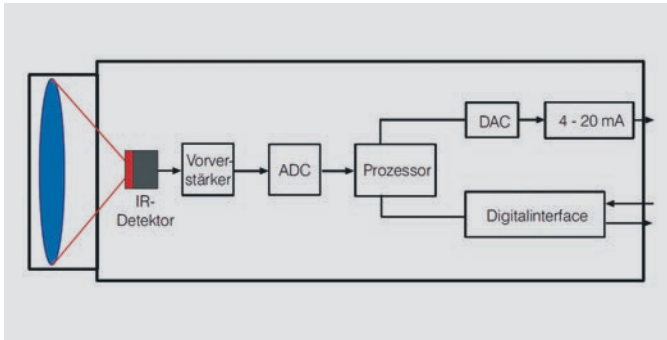 IR-
Detektor
Vorver-
stärker
ADC
Prozessor
DAC
4 - 20 mA
Digitalinterface